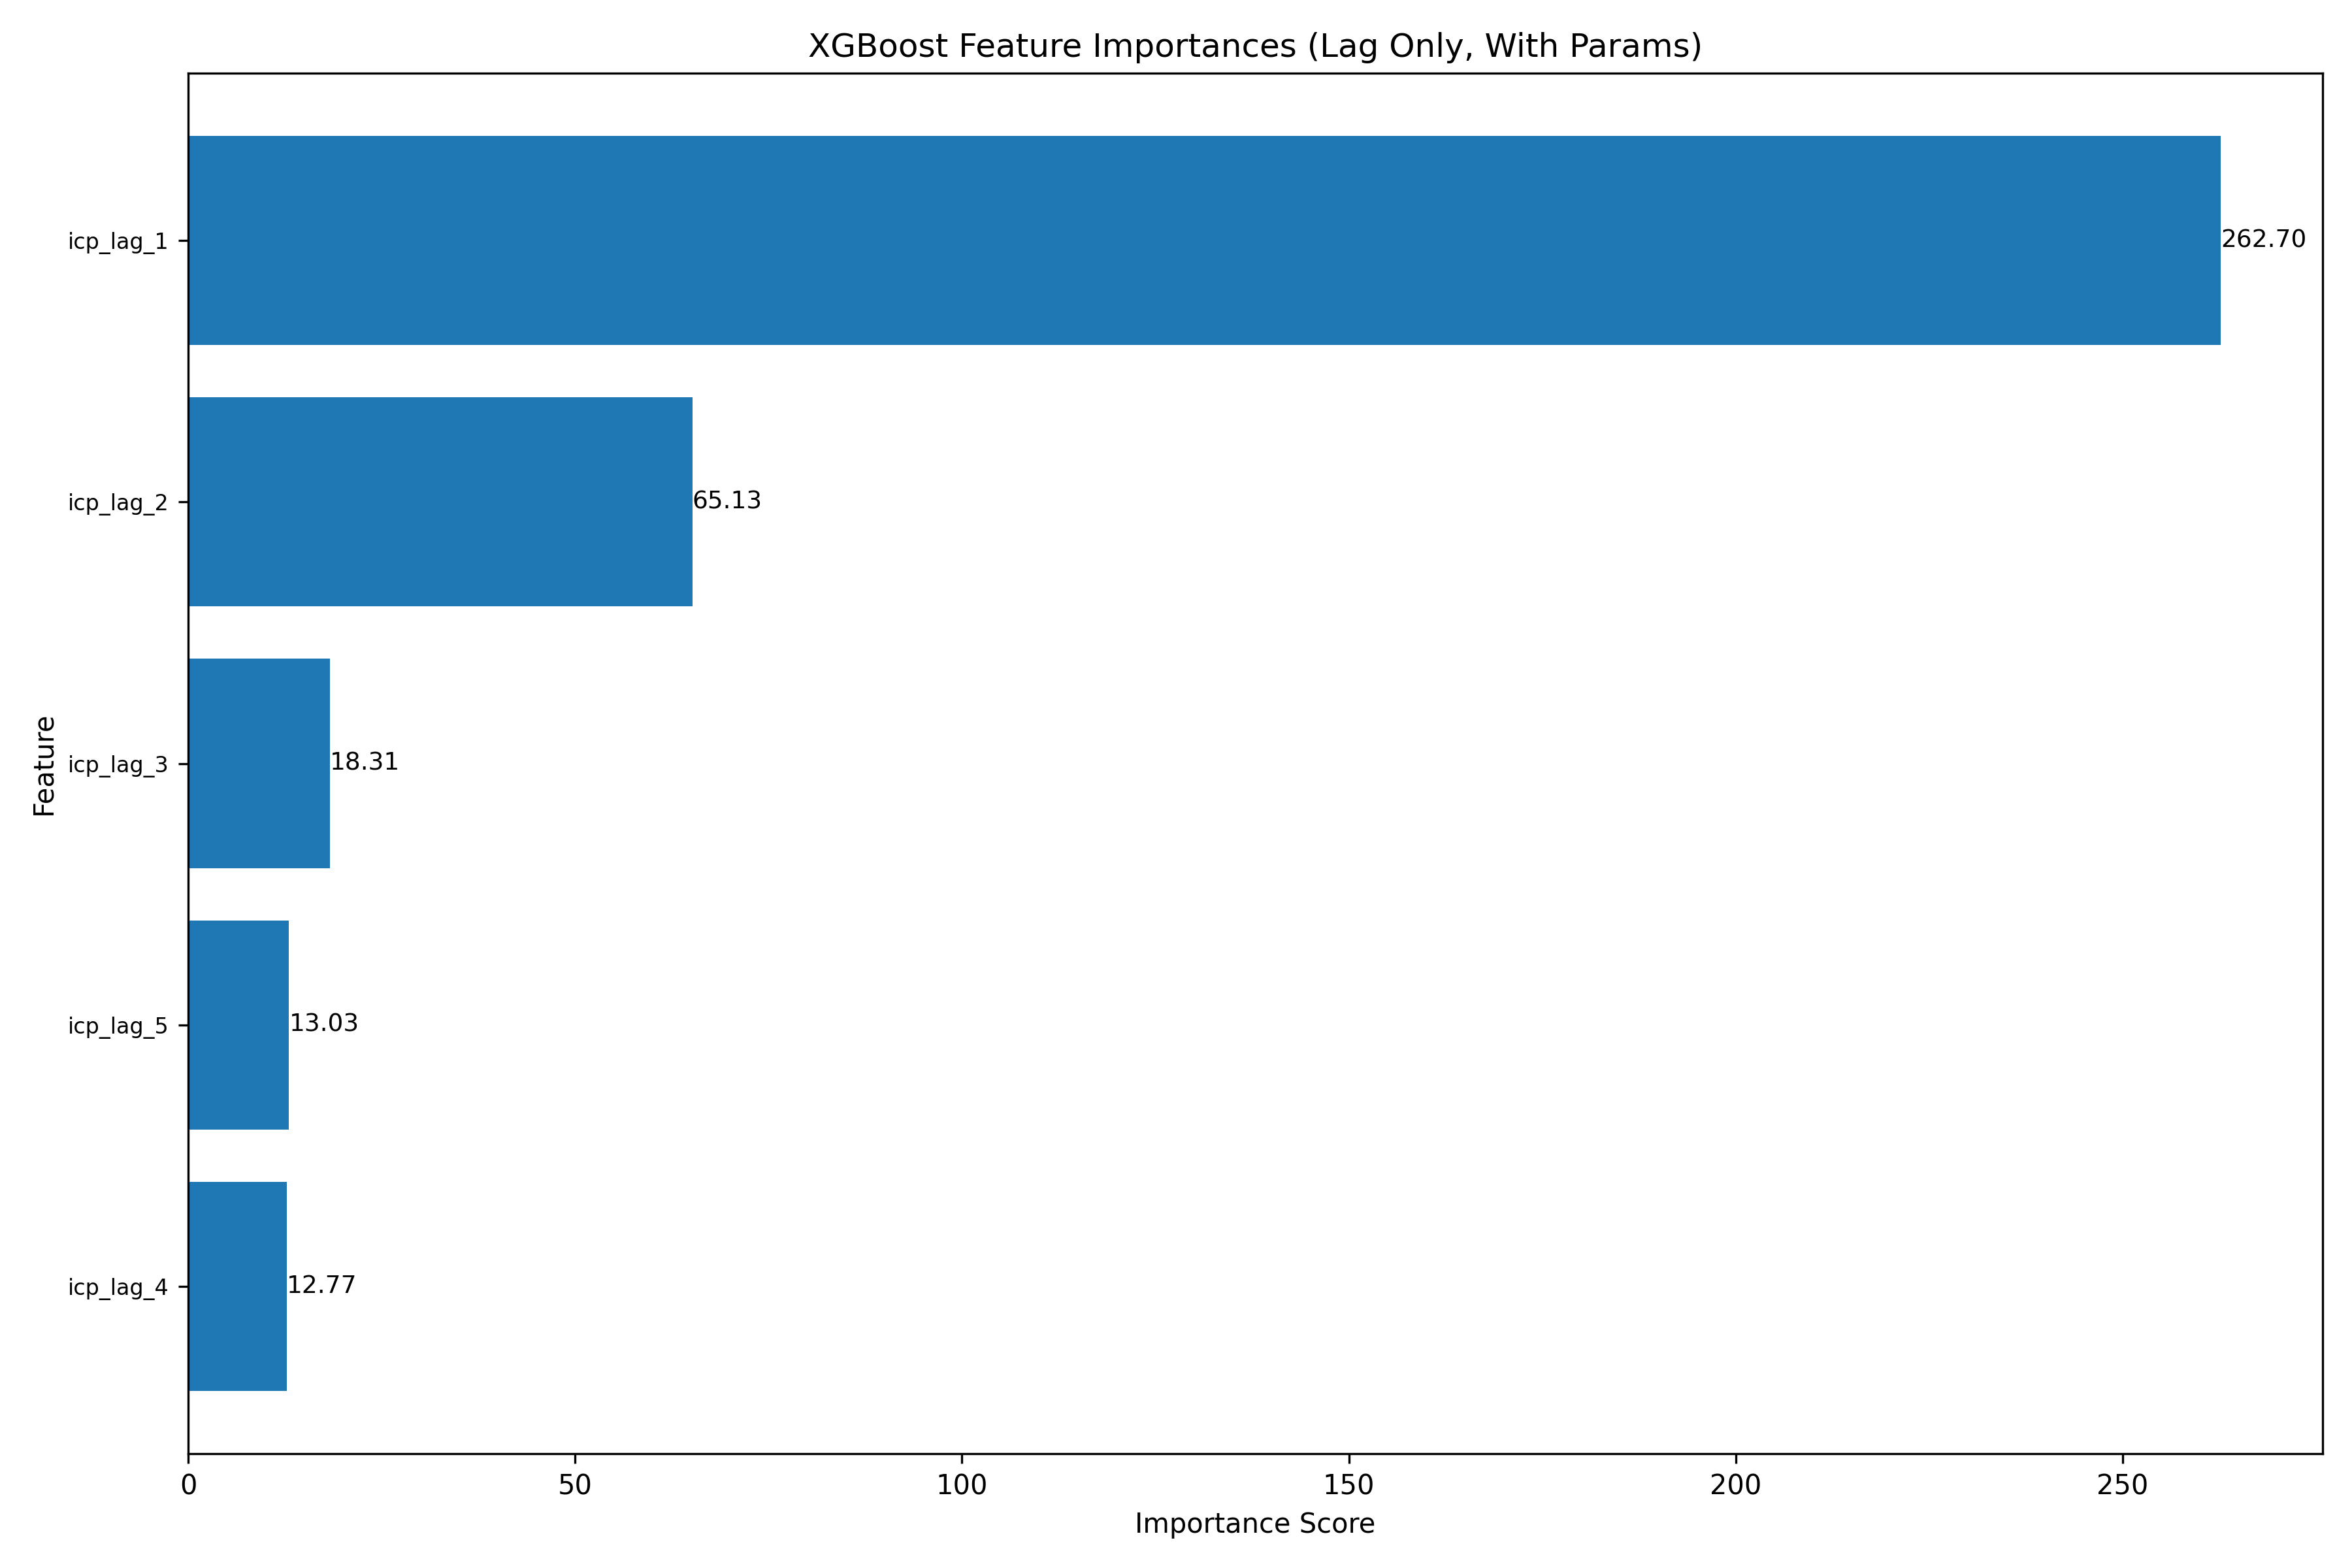 XGBoost Feature Importances (Lag Only, With Params)
icp_lag_1
262.70
icp_lag_2
65.13
icp_lag_3
18.31
icp_lag_5
13.03
icp_lag_4
12.77
Feature
0 50 100 150 200 250
Importance Score